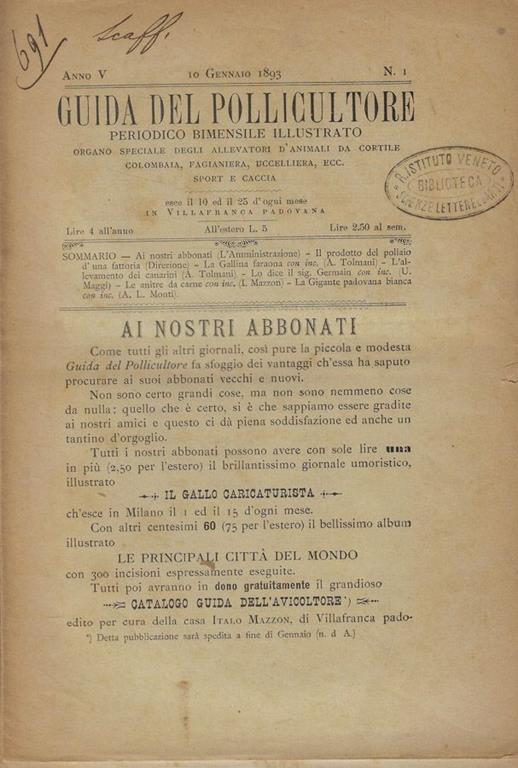 691
Scaff.
ANNO V 10 GENNAIO 1893 N. 1
GUIDA DEL POLLICULTORE
PERIODICO BIMENSILE ILLUSTRATO
ORGANO SPECIALE DEGLI ALLEVATORI D'ANIMALI DA CORTILE
COLOMBAIA, FAGIANIERA, UCCELLIERA, ECC.
SPORT E CACCIA
R. ISTITUTO VENETO
BIBLIOTECA
esce il 10 ed il 25 d'ogni mese
IN VILLAFRANCA PADOVANA
Lire 4 all'anno All'estero L. 5 Lire 2.50 al sem.
SOMMARIO — Ai nostri abbonati (L'Amministrazione) - Il prodotto del pollaio
d'una fattoria (Direzione) - La Gallina faraona con inc. (A. Tolmani) - L'al-
levamento dei canarini (A. Tolmani) - Lo dice il sig. Germain con inc. (U.
Maggi) - Le anitre da carne con inc. (I. Mazzon) - La Gigante padovana bianca
con inc. (A. L. Monti).
AI NOSTRI ABBONATI
Come tutti gli altri giornali, così pure la piccola e modesta
Guida del Pollicultore fa sfoggio dei vantaggi ch'essa ha saputo
procurare ai suoi abbonati vecchi e nuovi.
Non sono certo grandi cose, ma non sono nemmeno cose
da nulla; quello che è certo, si è che sappiamo essere gradite
ai nostri amici e questo ci dà piena soddisfazione ed anche un
tantino d'orgoglio.
Tutti i nostri abbonati possono avere con sole lire una
in più (2,50 per l'estero) il brillantissimo giornale umoristico,
illustrato
IL GALLO CARICATURISTA
ch'esce in Milano il 1 ed il 15 d'ogni mese.
Con altri centesimi 60 (75 per l'estero) il bellissimo album
illustrato
LE PRINCIPALI CITTÀ DEL MONDO
con 300 incisioni espressamente eseguite.
Tutti poi avranno in dono gratuitamente il grandioso
CATALOGO GUIDA DELL'AVICOLTORE *)
edito per cura della casa ITALO MAZZON, di Villafranca pado-
*) Detta pubblicazione sarà spedita a fine di Gennaio (n. d A.)